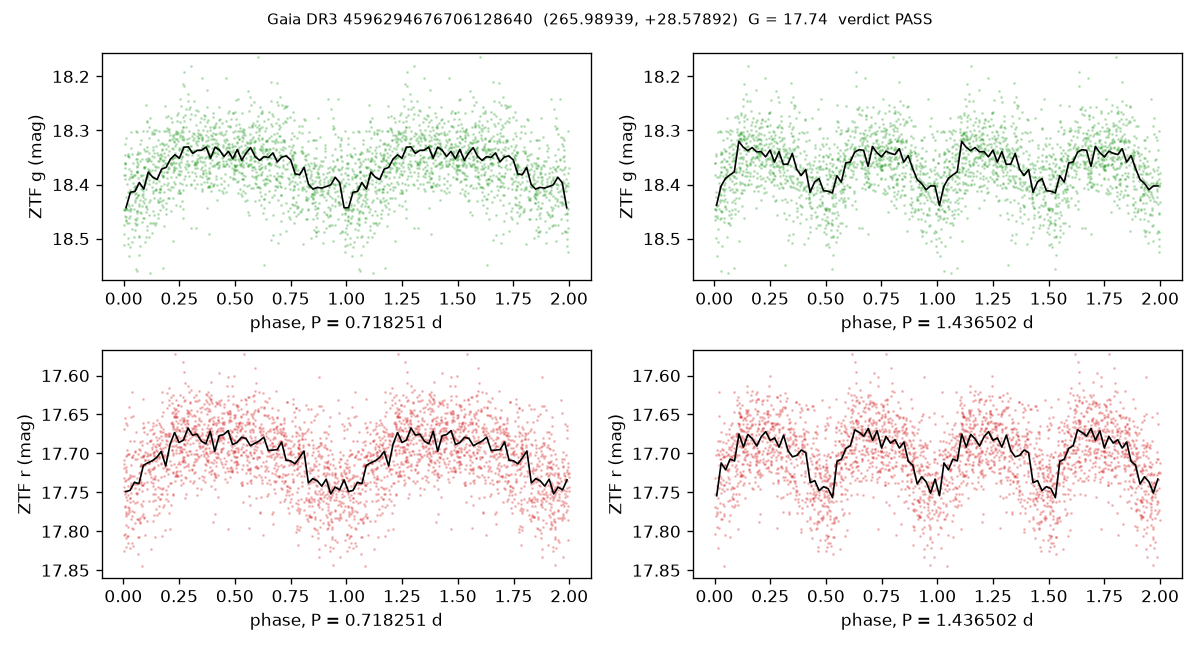 Gaia DR3 4596294676706128640 (265.98939, +28.57892) G = 17.74 verdict PASS
ZTF g (mag)
18.2
18.3
18.4
18.5
0.00 0.25 0.50 0.75 1.00 1.25 1.50 1.75 2.00
phase, P = 0.718251 d
ZTF g (mag)
18.2
18.3
18.4
18.5
0.00 0.25 0.50 0.75 1.00 1.25 1.50 1.75 2.00
phase, P = 1.436502 d
ZTF r (mag)
17.60
17.65
17.70
17.75
17.80
17.85
0.00 0.25 0.50 0.75 1.00 1.25 1.50 1.75 2.00
phase, P = 0.718251 d
ZTF r (mag)
17.60
17.65
17.70
17.75
17.80
17.85
0.00 0.25 0.50 0.75 1.00 1.25 1.50 1.75 2.00
phase, P = 1.436502 d